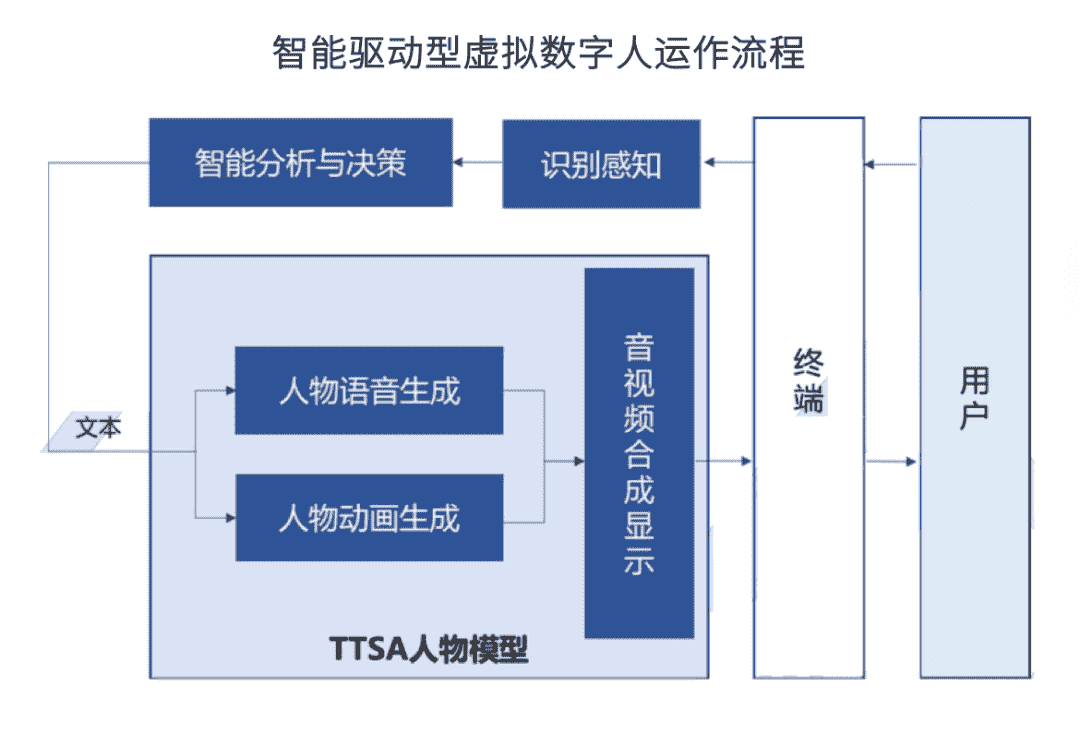 智能驱动型虚拟数字人运作流程
智能分析与决策
识别感知
文本
人物语音生成
人物动画生成
音视频合成显示
终端
用户
TTSA人物模型